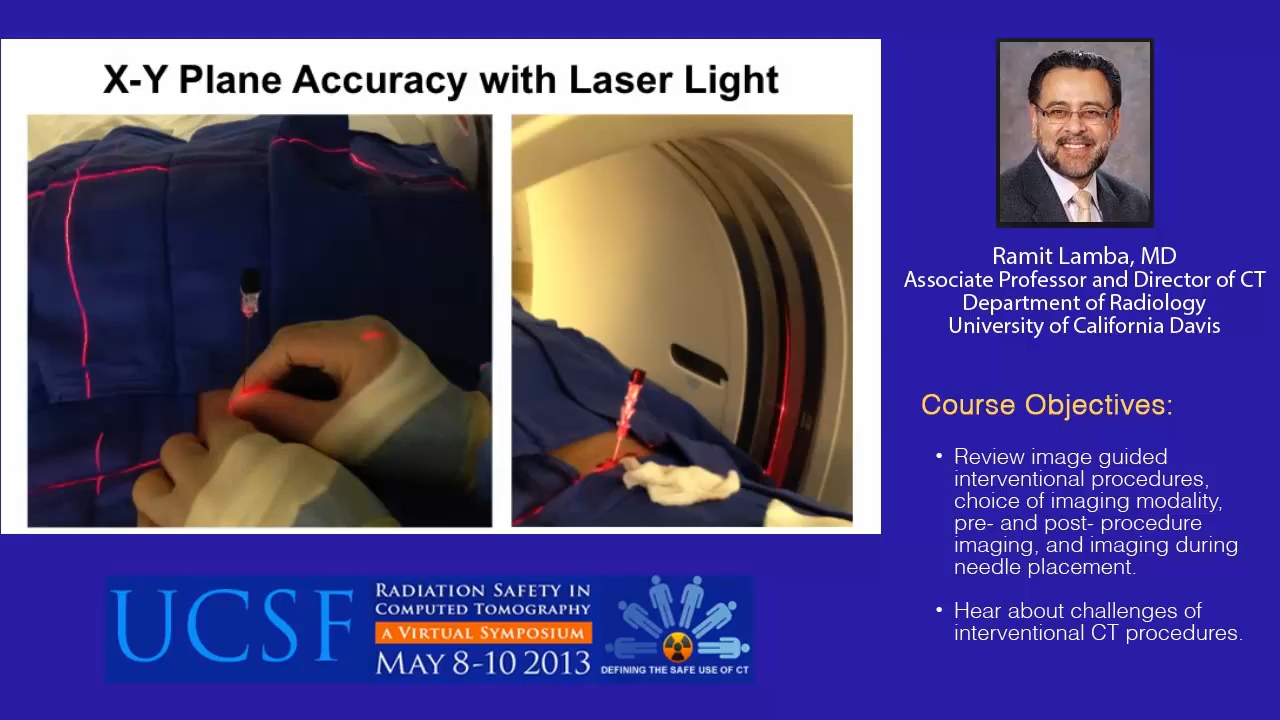 X-Y Plane Accuracy with Laser Light
Ramit Lamba, MD
Associate Professor and Director of CT
Department of Radiology
University of California Davis
Course Objectives:
• Review image guided
interventional procedures,
choice of imaging modality,
pre- and post- procedure
imaging, and imaging during
needle placement.
• Hear about challenges of
interventional CT procedures.
UCSF
RADIATION SAFETY IN
COMPUTED TOMOGRAPHY
A VIRTUAL SYMPOSIUM
MAY 8-10 2013
DEFINING THE SAFE USE OF CT